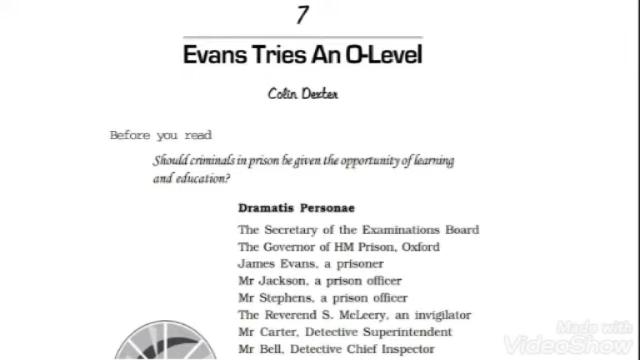 7
Evans Tries An O-Level
Colin Dexter
Before you read
Should criminals in prison be given the opportunity of learning
and education?
Dramatis Personae
The Secretary of the Examinations Board
The Governor of HM Prison, Oxford
James Evans, a prisoner
Mr Jackson, a prison officer
Mr Stephens, a prison officer
The Reverend S. McLeery, an invigilator
Mr Carter, Detective Superintendent
Mr Bell, Detective Chief Inspector
Made with
VideoShow